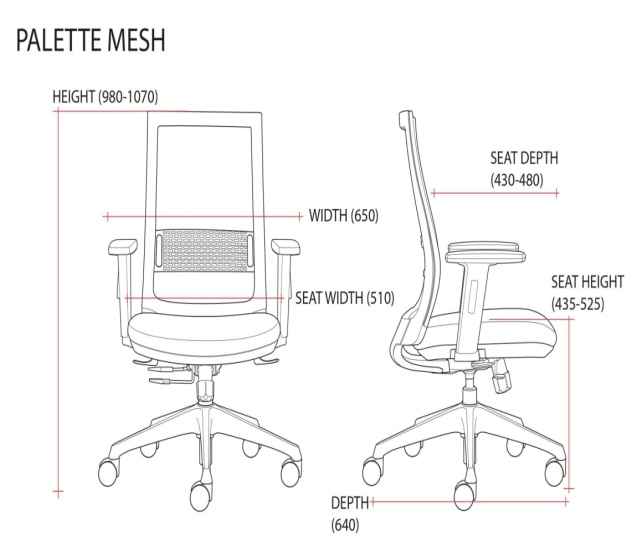 PALETTE MESH
HEIGHT (980-1070)
SEAT DEPTH
(430-480)
WIDTH (650)
SEAT HEIGHT
(435-525)
SEAT WIDTH (510)
DEPTH
(640)